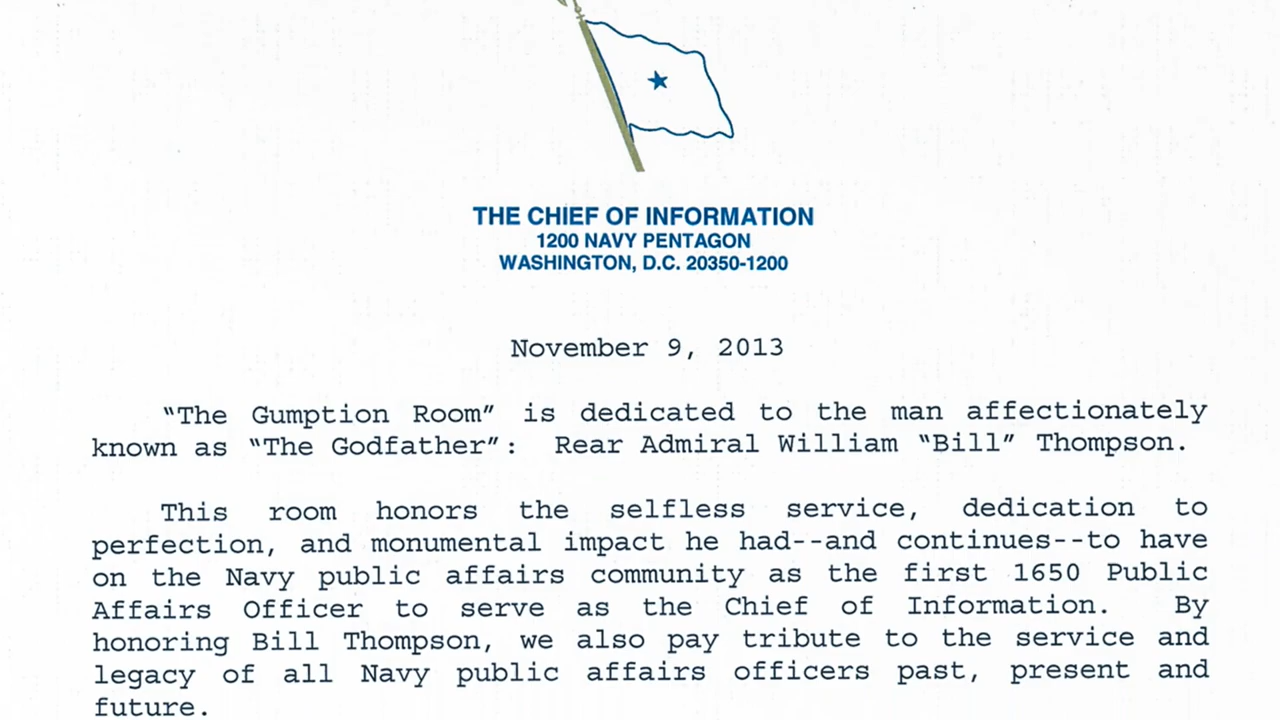 THE CHIEF OF INFORMATION
1200 NAVY PENTAGON
WASHINGTON, D.C. 20350-1200
November 9, 2013
“The Gumption Room” is dedicated to the man affectionately
known as “The Godfather”: Rear Admiral William “Bill” Thompson.
This room honors the selfless service, dedication to
perfection, and monumental impact he had--and continues--to have
on the Navy public affairs community as the first 1650 Public
Affairs Officer to serve as the Chief of Information. By
honoring Bill Thompson, we also pay tribute to the service and
legacy of all Navy public affairs officers past, present and
future.